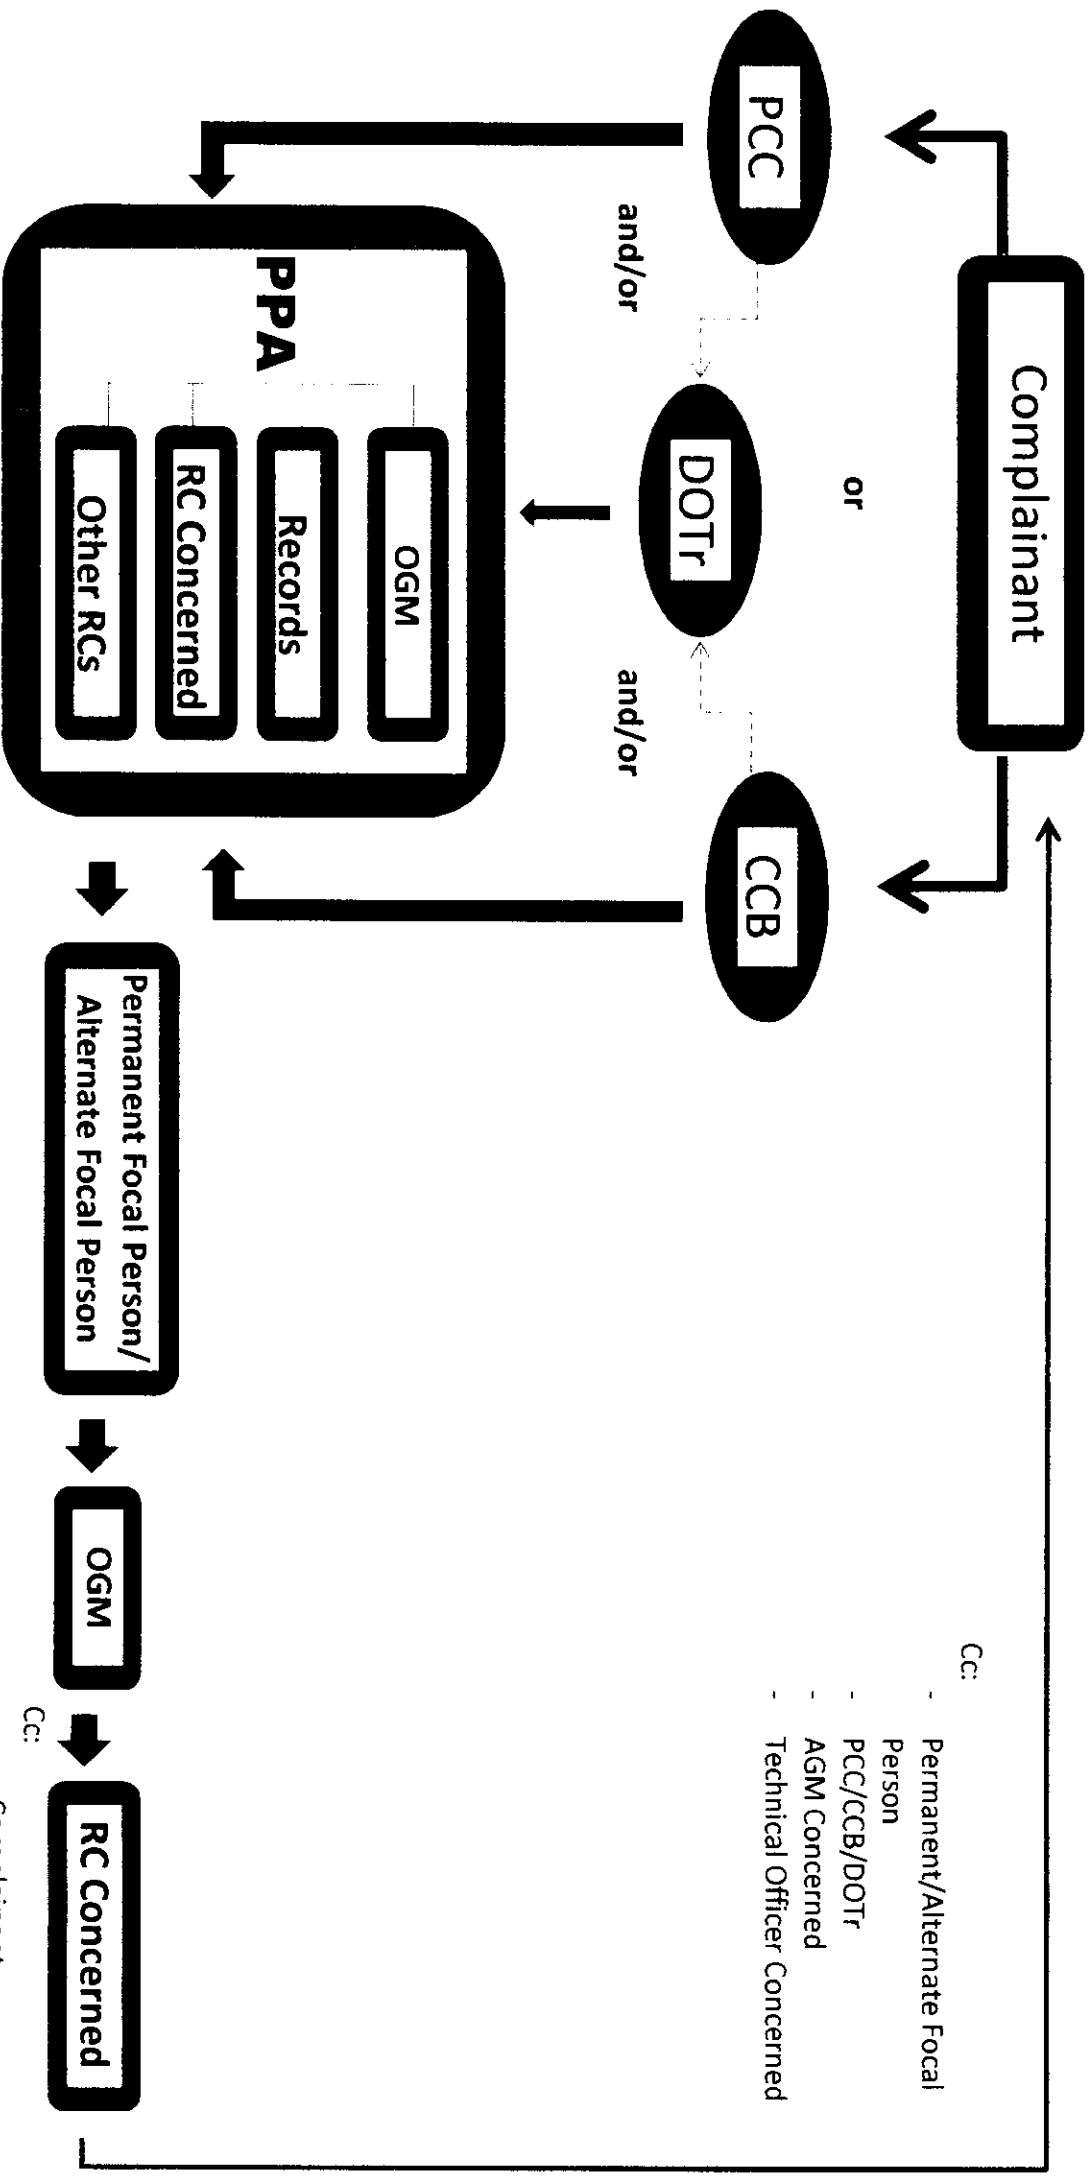 Complainant
or
PCC
DOTr
CCB
and/or
and/or
PPA
OGM
Records
RC Concerned
Other RCs
Permanent Focal Person/
Alternate Focal Person
OGM
RC Concerned
Cc:
- Permanent/Alternate Focal
Person
- PCC/CCB/DOTr
- AGM Concerned
- Technical Officer Concerned
Cc: